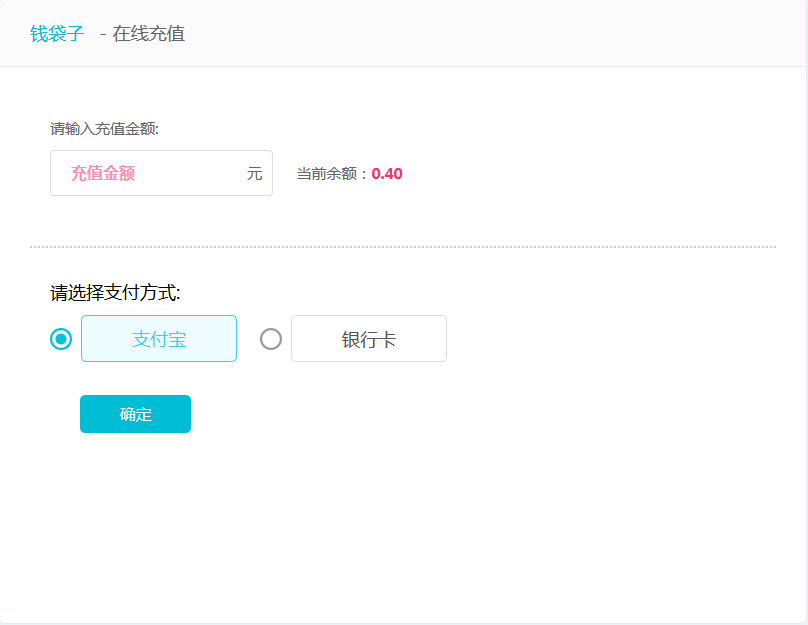 钱袋子 - 在线充值
请输入充值金额:
充值金额 元 当前余额：0.40
请选择支付方式:
支付宝 银行卡
确定